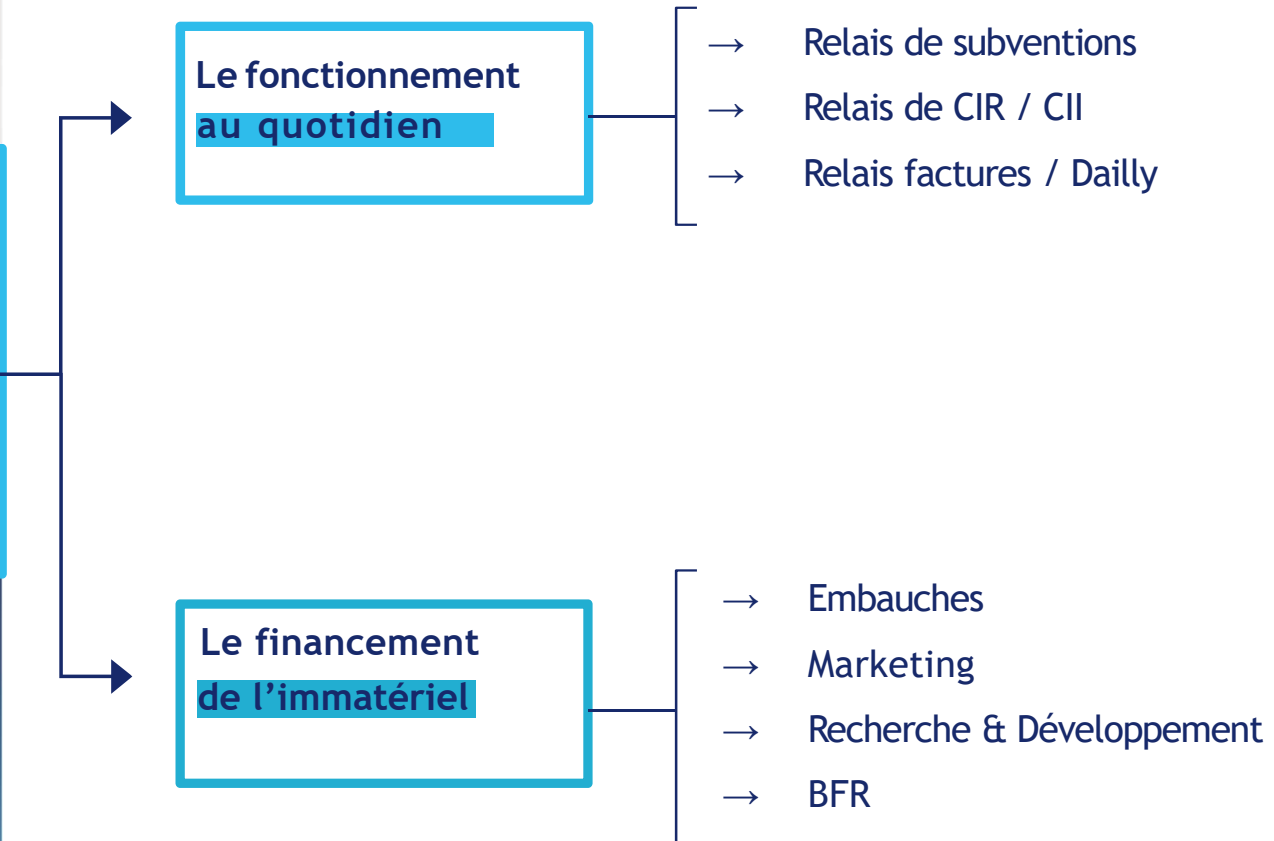 Le fonctionnement
au quotidien
→ Relais de subventions
→ Relais de CIR / CII
→ Relais factures / Dailly
Le financement
de l’immatériel
→ Embauches
→ Marketing
→ Recherche & Développement
→ BFR